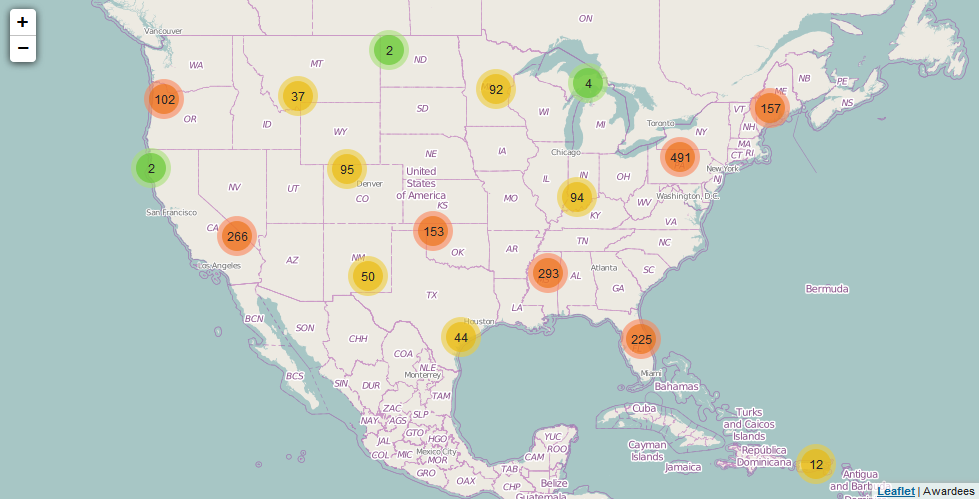 +
−
ON
Vancouver
2
ND
WA
MT
92
4
NB
PE
37
102
ME
157
NS
OR
ID
SD
WI
MI
VT
NH
Toronto
NY
WY
MA
CT RI
IA
Chicago
491
NE
2
95
New York
United
States
of America
Denver
IL
IN
OH
NJ
NV
UT
CO
KS
MO
94
WV
Washington, D.C.
KY
VA
San Francisco
CA
266
153
TN
NC
OK
AR
Los Angeles
AZ
NM
50
293
AL
Atlanta
SC
GA
Bermuda
TX
LA
BCN
SON
Houston
CHH
44
225
COA
NLE
Monterrey
Miami
BCS
SIN
DUR
Bahamas
TAM
ZAC
Cuba
Turks
and Caicos
Islands
NAY
AGS
SLP
GTO
HGO
YUC
ROO
JAL
COL
MIC
Mexico City
MOR
CAM
Cayman
Islands
República
Dominicana
Jamaica
12
GRO
OAX
TAB
CHP
Belize
Guatemala
Antigua
and Barb
Leaflet | Awardees